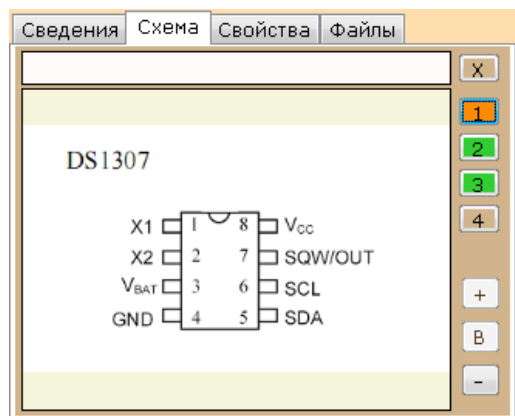 Сведения Схема Свойства Файлы
X
1
DS1307
2
3
X1 1 8 Vcc
4
X2 2 7 SQW/OUT
VBAT 3 6 SCL
+
GND 4 5 SDA
B
-